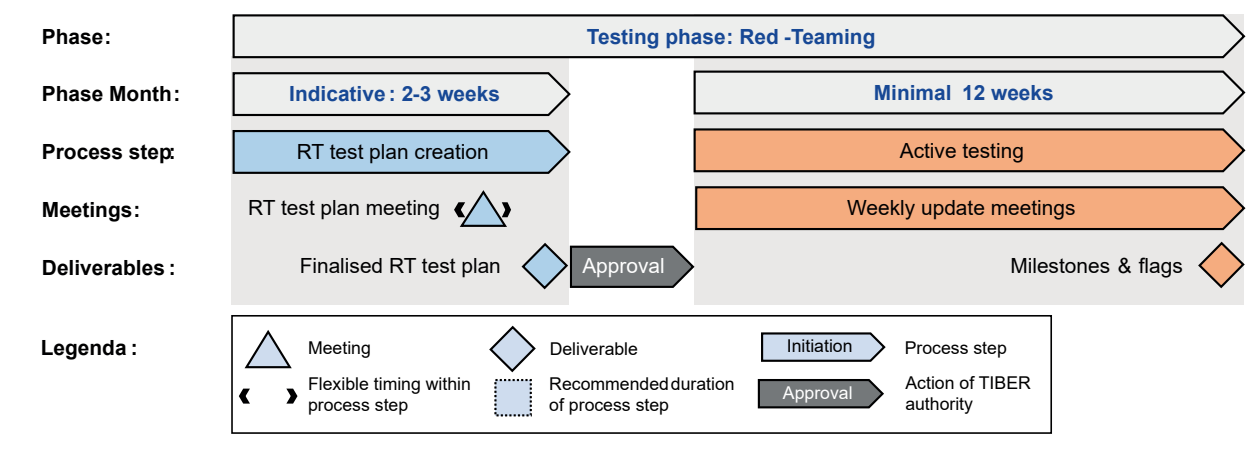 Phase: Testing phase: Red -Teaming
Phase Month: Indicative: 2-3 weeks Minimal 12 weeks
Process step: RT test plan creation Active testing
Meetings: RT test plan meeting Weekly update meetings
Deliverables: Finalised RT test plan Approval Milestones & flags
Legenda: Meeting Deliverable Initiation Process step
Flexible timing within process step
Recommended duration of process step
Approval
Action of TIBER authority